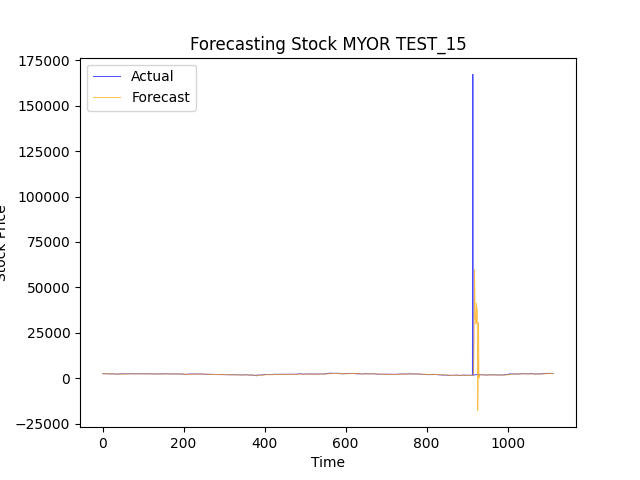 Forecasting Stock MYOR TEST_15
Actual
Forecast
175000
150000
125000
100000
75000
50000
25000
0
−25000
Stock Price
0 200 400 600 800 1000
Time